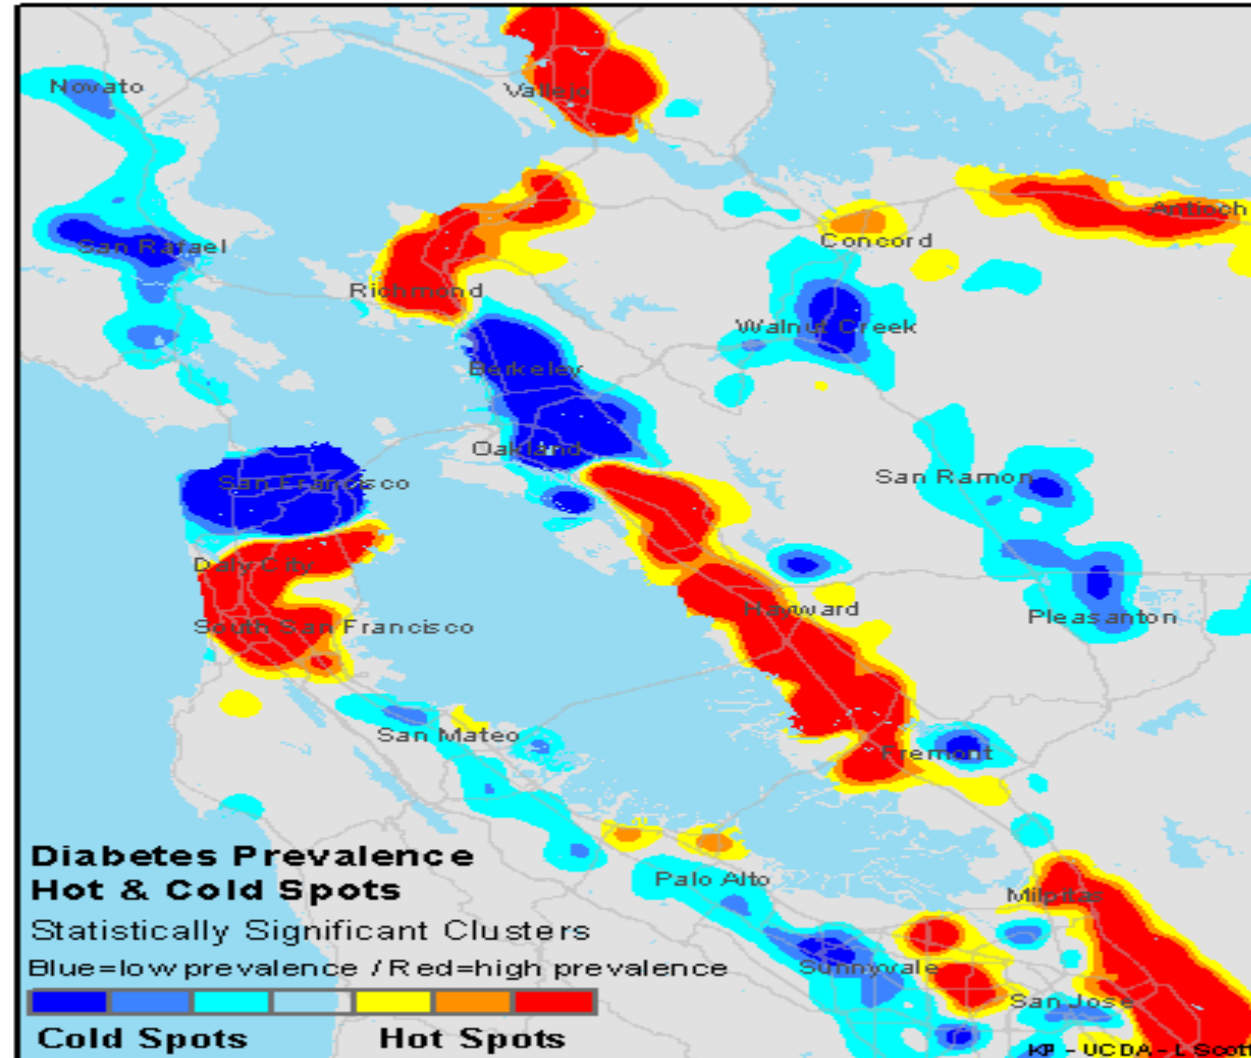 Novato
Vallejo
Antioch
San Rafael
Concord
Richmond
Walnut Creek
Berkeley
Oakland
San Francisco
San Ramon
Daly City
Hayward
Pleasanton
South San Francisco
San Mateo
Fremont
Diabetes Prevalence
Hot & Cold Spots
Palo Alto
Milpitas
Statistically Significant Clusters
Blue=low prevalence / Red=high prevalence
Sunnyvale
San Jose
Cold Spots
Hot Spots
KP - UCDA - L Scott